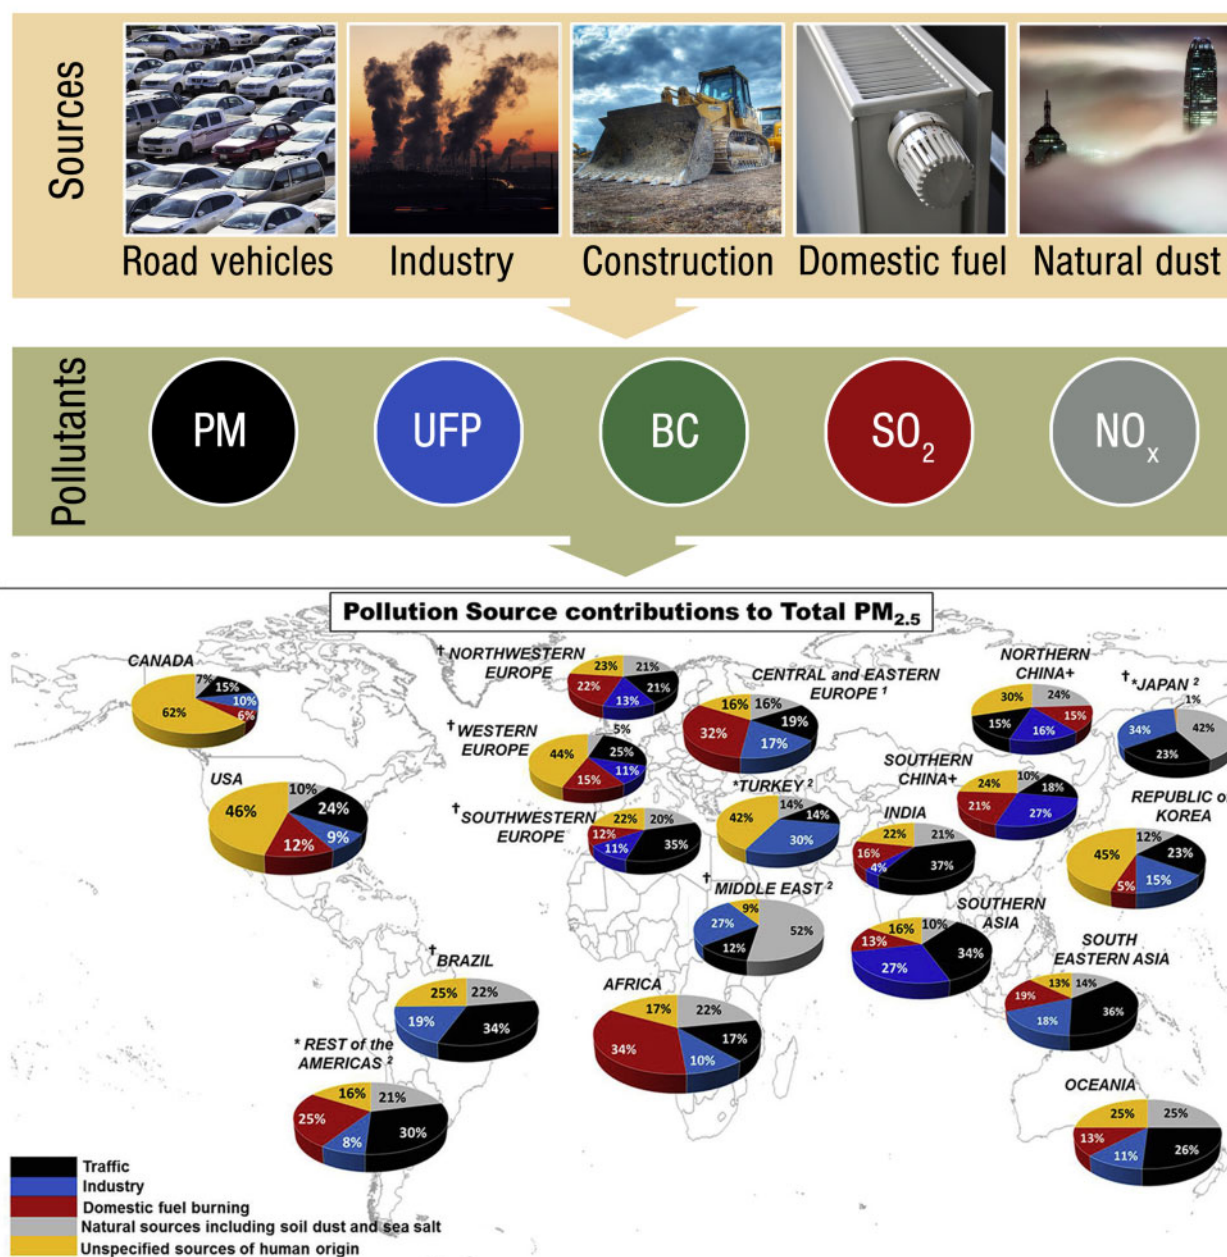 Sources
Road vehicles
Industry
Construction
Domestic fuel
Natural dust
Pollutants
PM
UFP
BC
SO₂
NOₓ
Pollution Source contributions to Total PM₂.₅
CANADA
7%
15%
10%
6%
62%
† NORTHWESTERN
EUROPE
23%
21%
22%
21%
13%
CENTRAL and EASTERN
EUROPE ¹
16%
16%
19%
32%
17%
NORTHERN
CHINA+
30%
24%
15%
15%
16%
† *JAPAN ²
1%
34%
42%
23%
† WESTERN
EUROPE
5%
44%
25%
11%
15%
USA
10%
46%
24%
9%
12%
*TURKEY ²
14%
42%
14%
30%
SOUTHERN
CHINA+
10%
24%
18%
21%
27%
REPUBLIC o
KOREA
12%
45%
23%
5%
15%
† SOUTHWESTERN
EUROPE
22%
20%
12%
11%
35%
INDIA
22%
21%
16%
4%
37%
† MIDDLE EAST ²
9%
27%
52%
12%
SOUTHERN
ASIA
16%
10%
13%
34%
27%
SOUTH
EASTERN ASIA
13%
14%
19%
36%
18%
† BRAZIL
25%
22%
19%
34%
AFRICA
17%
22%
17%
34%
10%
* REST of the
AMERICAS ²
16%
21%
25%
30%
8%
OCEANIA
25%
25%
13%
26%
11%
Traffic
Industry
Domestic fuel burning
Natural sources including soil dust and sea salt
Unspecified sources of human origin